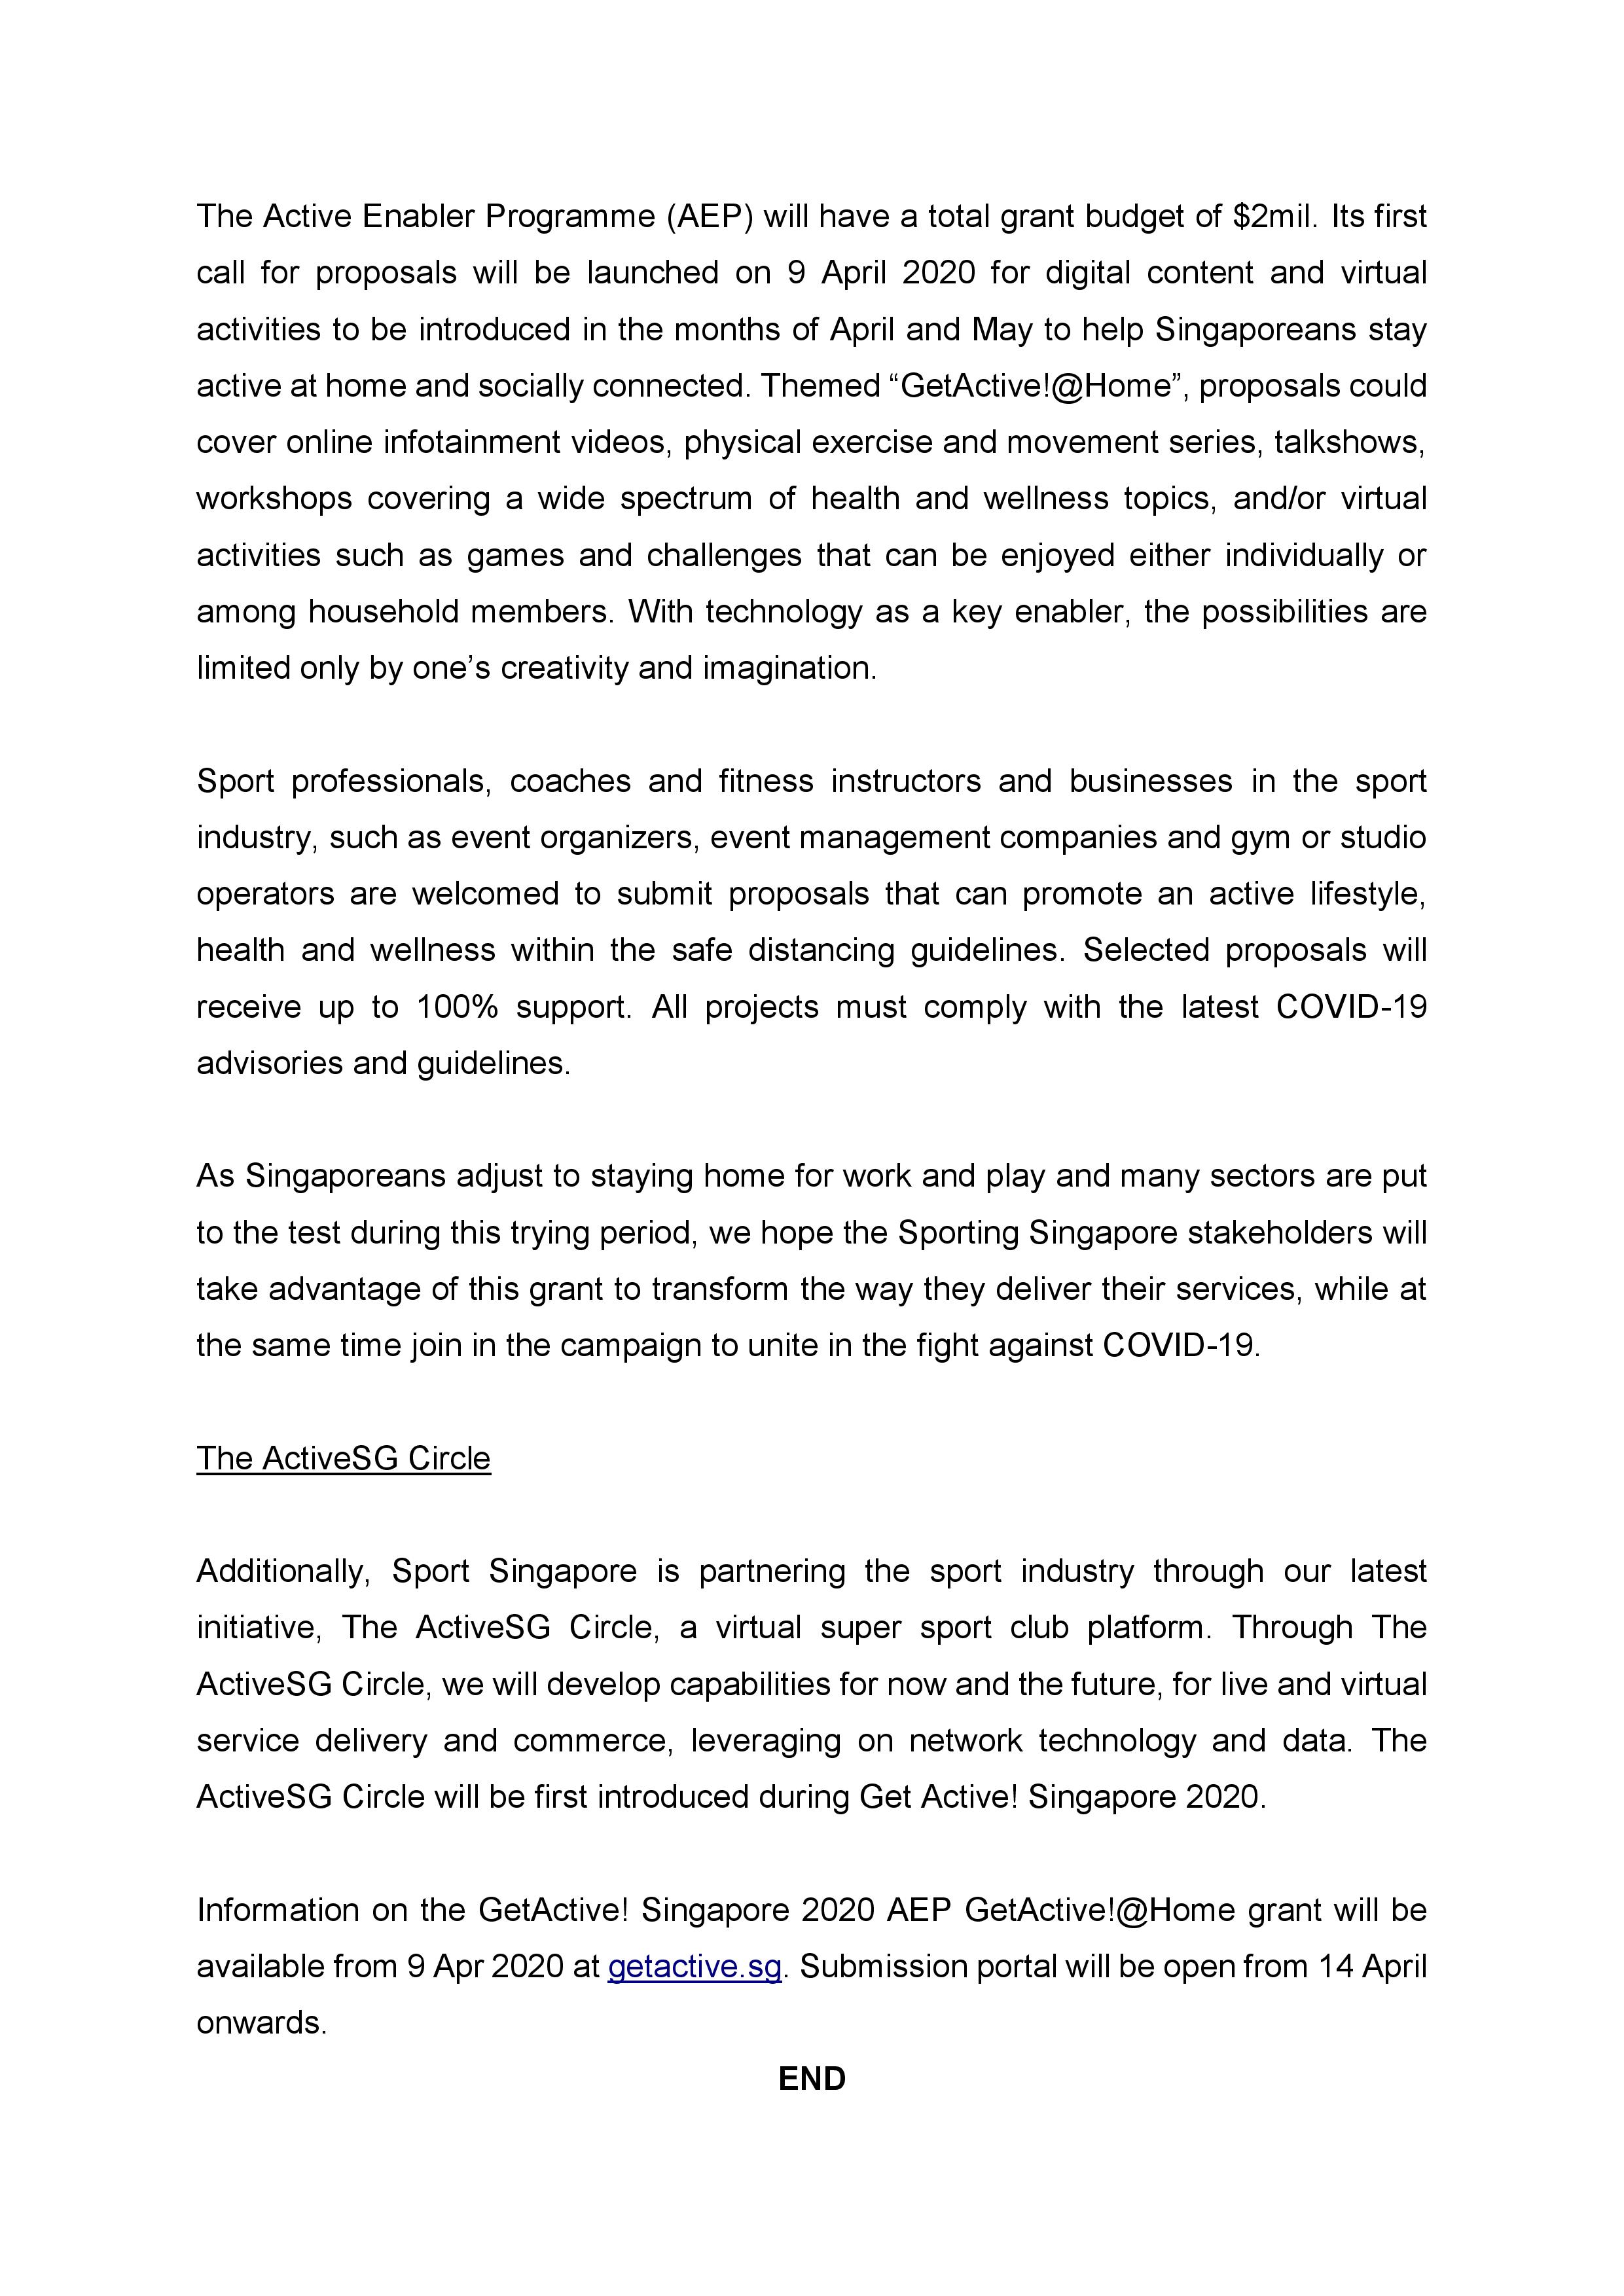 The Active Enabler Programme (AEP) will have a total grant budget of $2mil. Its first
call for proposals will be launched on 9 April 2020 for digital content and virtual
activities to be introduced in the months of April and May to help Singaporeans stay
active at home and socially connected. Themed “GetActive!@Home”, proposals could
cover online infotainment videos, physical exercise and movement series, talkshows,
workshops covering a wide spectrum of health and wellness topics, and/or virtual
activities such as games and challenges that can be enjoyed either individually or
among household members. With technology as a key enabler, the possibilities are
limited only by one’s creativity and imagination.
Sport professionals, coaches and fitness instructors and businesses in the sport
industry, such as event organizers, event management companies and gym or studio
operators are welcomed to submit proposals that can promote an active lifestyle,
health and wellness within the safe distancing guidelines. Selected proposals will
receive up to 100% support. All projects must comply with the latest COVID-19
advisories and guidelines.
As Singaporeans adjust to staying home for work and play and many sectors are put
to the test during this trying period, we hope the Sporting Singapore stakeholders will
take advantage of this grant to transform the way they deliver their services, while at
the same time join in the campaign to unite in the fight against COVID-19.
The ActiveSG Circle
Additionally, Sport Singapore is partnering the sport industry through our latest
initiative, The ActiveSG Circle, a virtual super sport club platform. Through The
ActiveSG Circle, we will develop capabilities for now and the future, for live and virtual
service delivery and commerce, leveraging on network technology and data. The
ActiveSG Circle will be first introduced during Get Active! Singapore 2020.
Information on the GetActive! Singapore 2020 AEP GetActive!@Home grant will be
available from 9 Apr 2020 at getactive.sg. Submission portal will be open from 14 April
onwards.
END